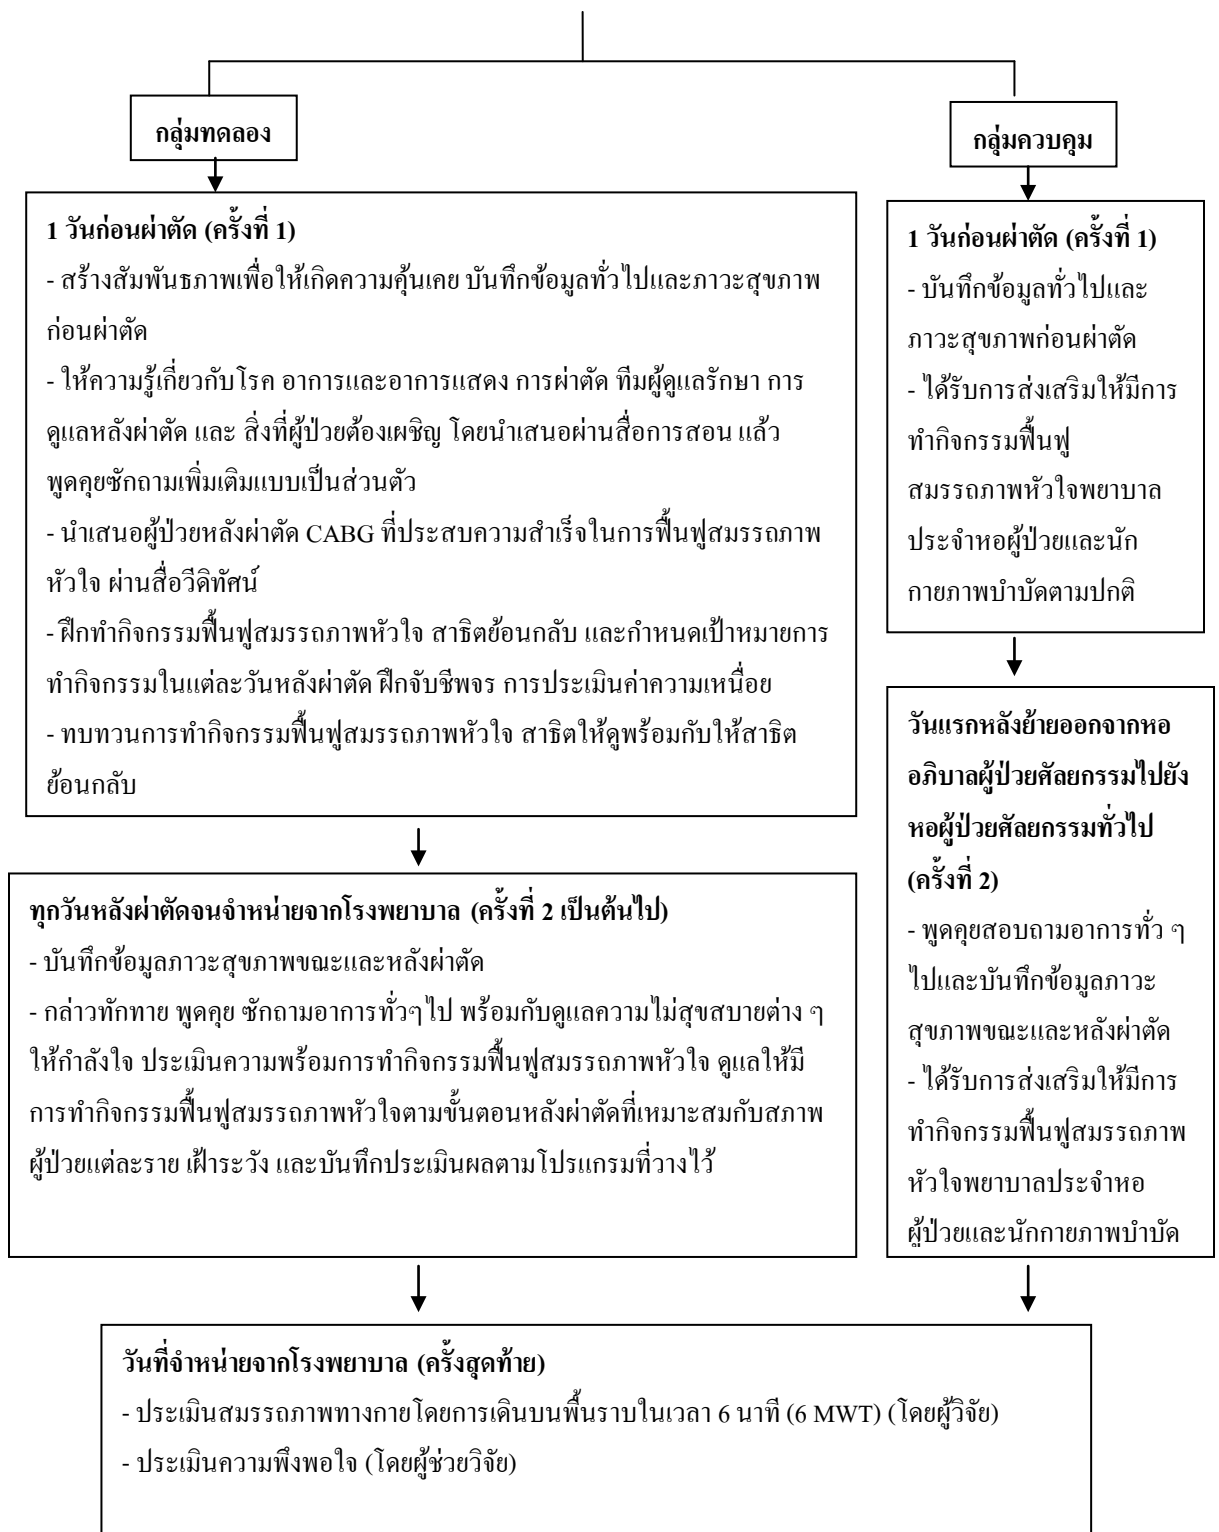 กลุ่มทดลอง
1 วันก่อนผ่าตัด (ครั้งที่ 1)
- สร้างสัมพันธภาพเพื่อให้เกิดความคุ้นเคย บันทึกข้อมูลทั่วไปและภาวะสุขภาพ
ก่อนผ่าตัด
- ให้ความรู้เกี่ยวกับโรค อาการและอาการแสดง การผ่าตัด ทีมผู้ดูแลรักษา การ
ดูแลหลังผ่าตัด และ สิ่งที่ผู้ป่วยต้องเผชิญ โดยนำเสนอผ่านสื่อการสอน แล้ว
พูดคุยซักถามเพิ่มเติมแบบเป็นส่วนตัว
- นำเสนอผู้ป่วยหลังผ่าตัด CABG ที่ประสบความสำเร็จในการฟื้นฟูสมรรถภาพ
หัวใจ ผ่านสื่อวีดิทัศน์
- ฝึกทำกิจกรรมฟื้นฟูสมรรถภาพหัวใจ สาธิตย้อนกลับ และกำหนดเป้าหมายการ
ทำกิจกรรมในแต่ละวันหลังผ่าตัด ฝึกจับชีพจร การประเมินค่าความเหนื่อย
- ทบทวนการทำกิจกรรมฟื้นฟูสมรรถภาพหัวใจ สาธิตให้ดูพร้อมกับให้สาธิต
ย้อนกลับ
ทุกวันหลังผ่าตัดจนจำหน่ายจากโรงพยาบาล (ครั้งที่ 2 เป็นต้นไป)
- บันทึกข้อมูลภาวะสุขภาพขณะและหลังผ่าตัด
- กล่าวทักทาย พูดคุย ซักถามอาการทั่วๆไป พร้อมกับดูแลความไม่สุขสบายต่าง ๆ
ให้กำลังใจ ประเมินความพร้อมการทำกิจกรรมฟื้นฟูสมรรถภาพหัวใจ ดูแลให้มี
การทำกิจกรรมฟื้นฟูสมรรถภาพหัวใจตามขั้นตอนหลังผ่าตัดที่เหมาะสมกับสภาพ
ผู้ป่วยแต่ละราย เฝ้าระวัง และบันทึกประเมินผลตามโปรแกรมที่วางไว้
กลุ่มควบคุม
1 วันก่อนผ่าตัด (ครั้งที่ 1)
- บันทึกข้อมูลทั่วไปและ
ภาวะสุขภาพก่อนผ่าตัด
- ได้รับการส่งเสริมให้มีการ
ทำกิจกรรมฟื้นฟู
สมรรถภาพหัวใจพยาบาล
ประจำหอผู้ป่วยและนัก
กายภาพบำบัดตามปกติ
วันแรกหลังย้ายออกจากหอ
อภิบาลผู้ป่วยศัลยกรรมไปยัง
หอผู้ป่วยศัลยกรรมทั่วไป
(ครั้งที่ 2)
- พูดคุยสอบถามอาการทั่ว ๆ
ไปและบันทึกข้อมูลภาวะ
สุขภาพขณะและหลังผ่าตัด
- ได้รับการส่งเสริมให้มีการ
ทำกิจกรรมฟื้นฟูสมรรถภาพ
หัวใจพยาบาลประจำหอ
ผู้ป่วยและนักกายภาพบำบัด
วันที่จำหน่ายจากโรงพยาบาล (ครั้งสุดท้าย)
- ประเมินสมรรถภาพทางกายโดยการเดินบนพื้นราบในเวลา 6 นาที (6 MWT) (โดยผู้วิจัย)
- ประเมินความพึงพอใจ (โดยผู้ช่วยวิจัย)